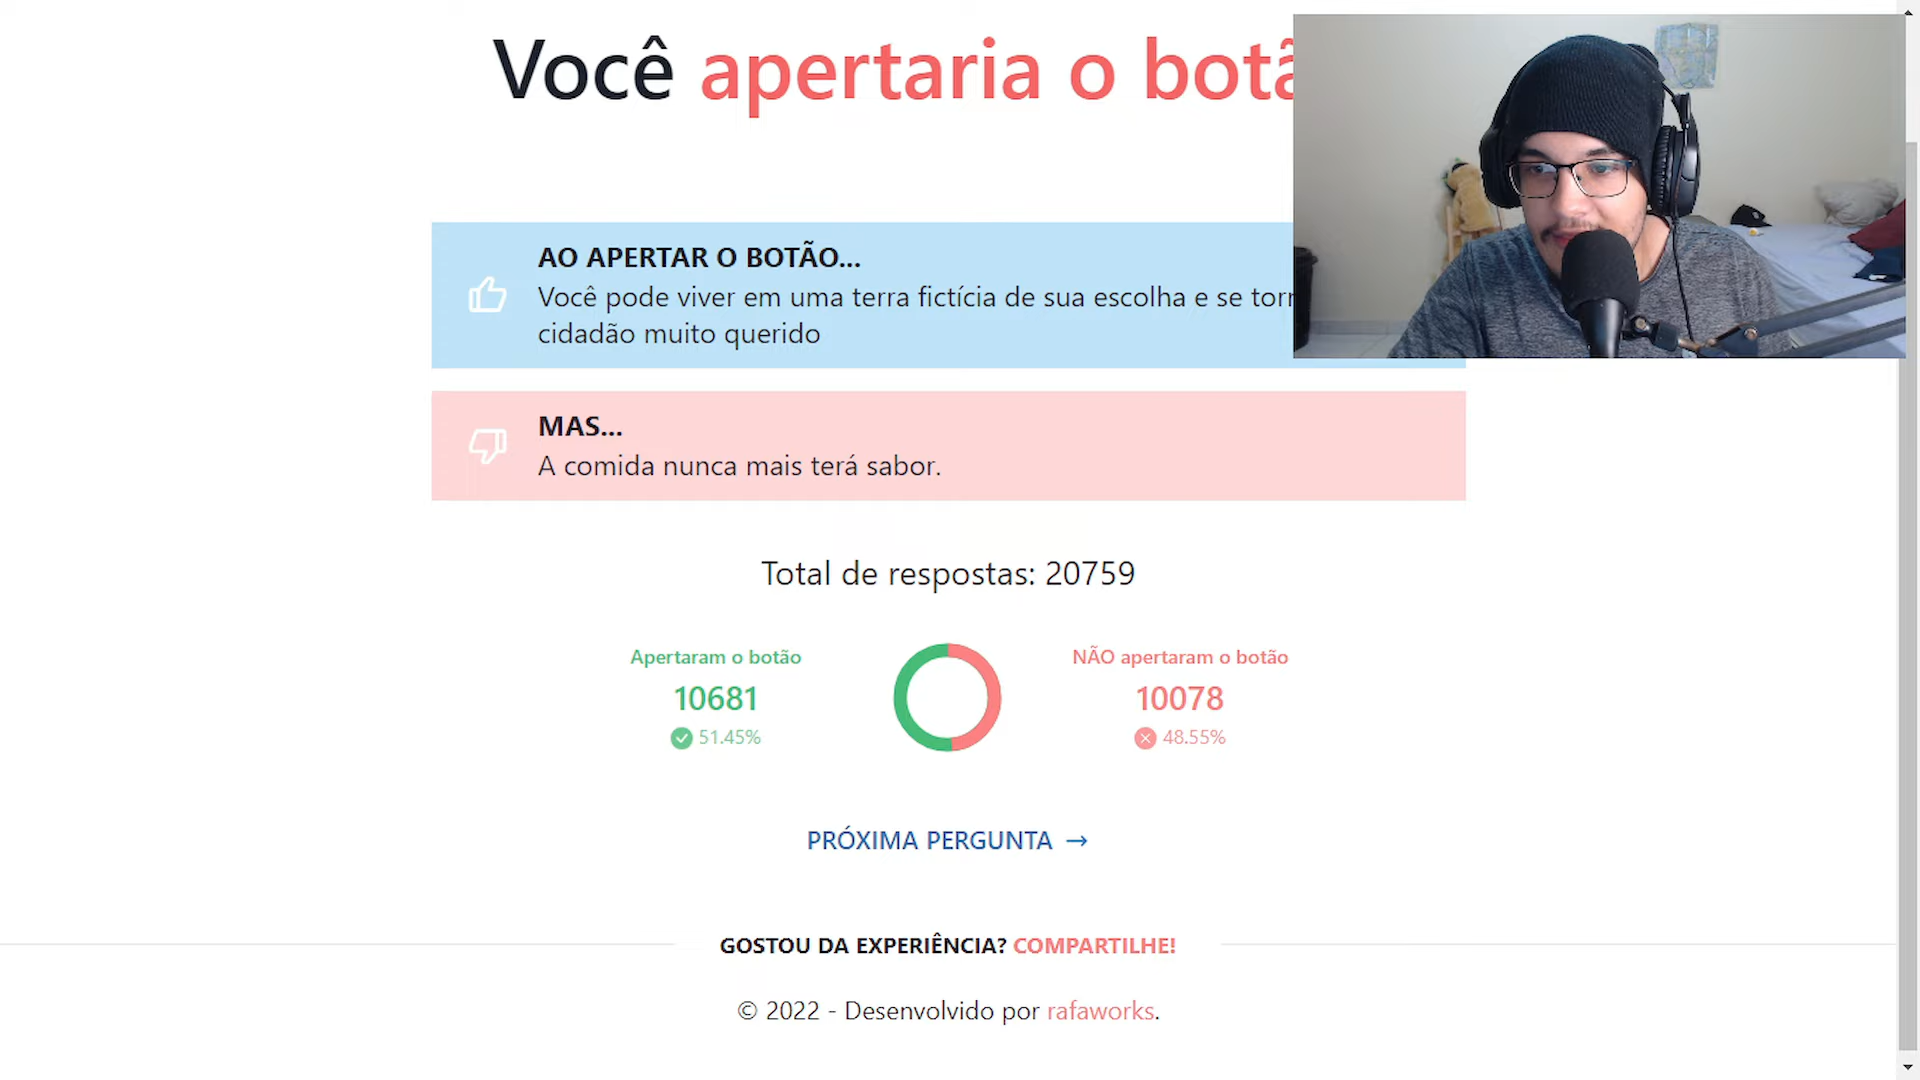 Você apertaria o botã
AO APERTAR O BOTÃO...
Você pode viver em uma terra fictícia de sua escolha e se torn
cidadão muito querido
MAS...
A comida nunca mais terá sabor.
Total de respostas: 20759
Apertaram o botão
10681
51.45%
NÃO apertaram o botão
10078
48.55%
PRÓXIMA PERGUNTA →
GOSTOU DA EXPERIÊNCIA? COMPARTILHE!
© 2022 - Desenvolvido por rafaworks.